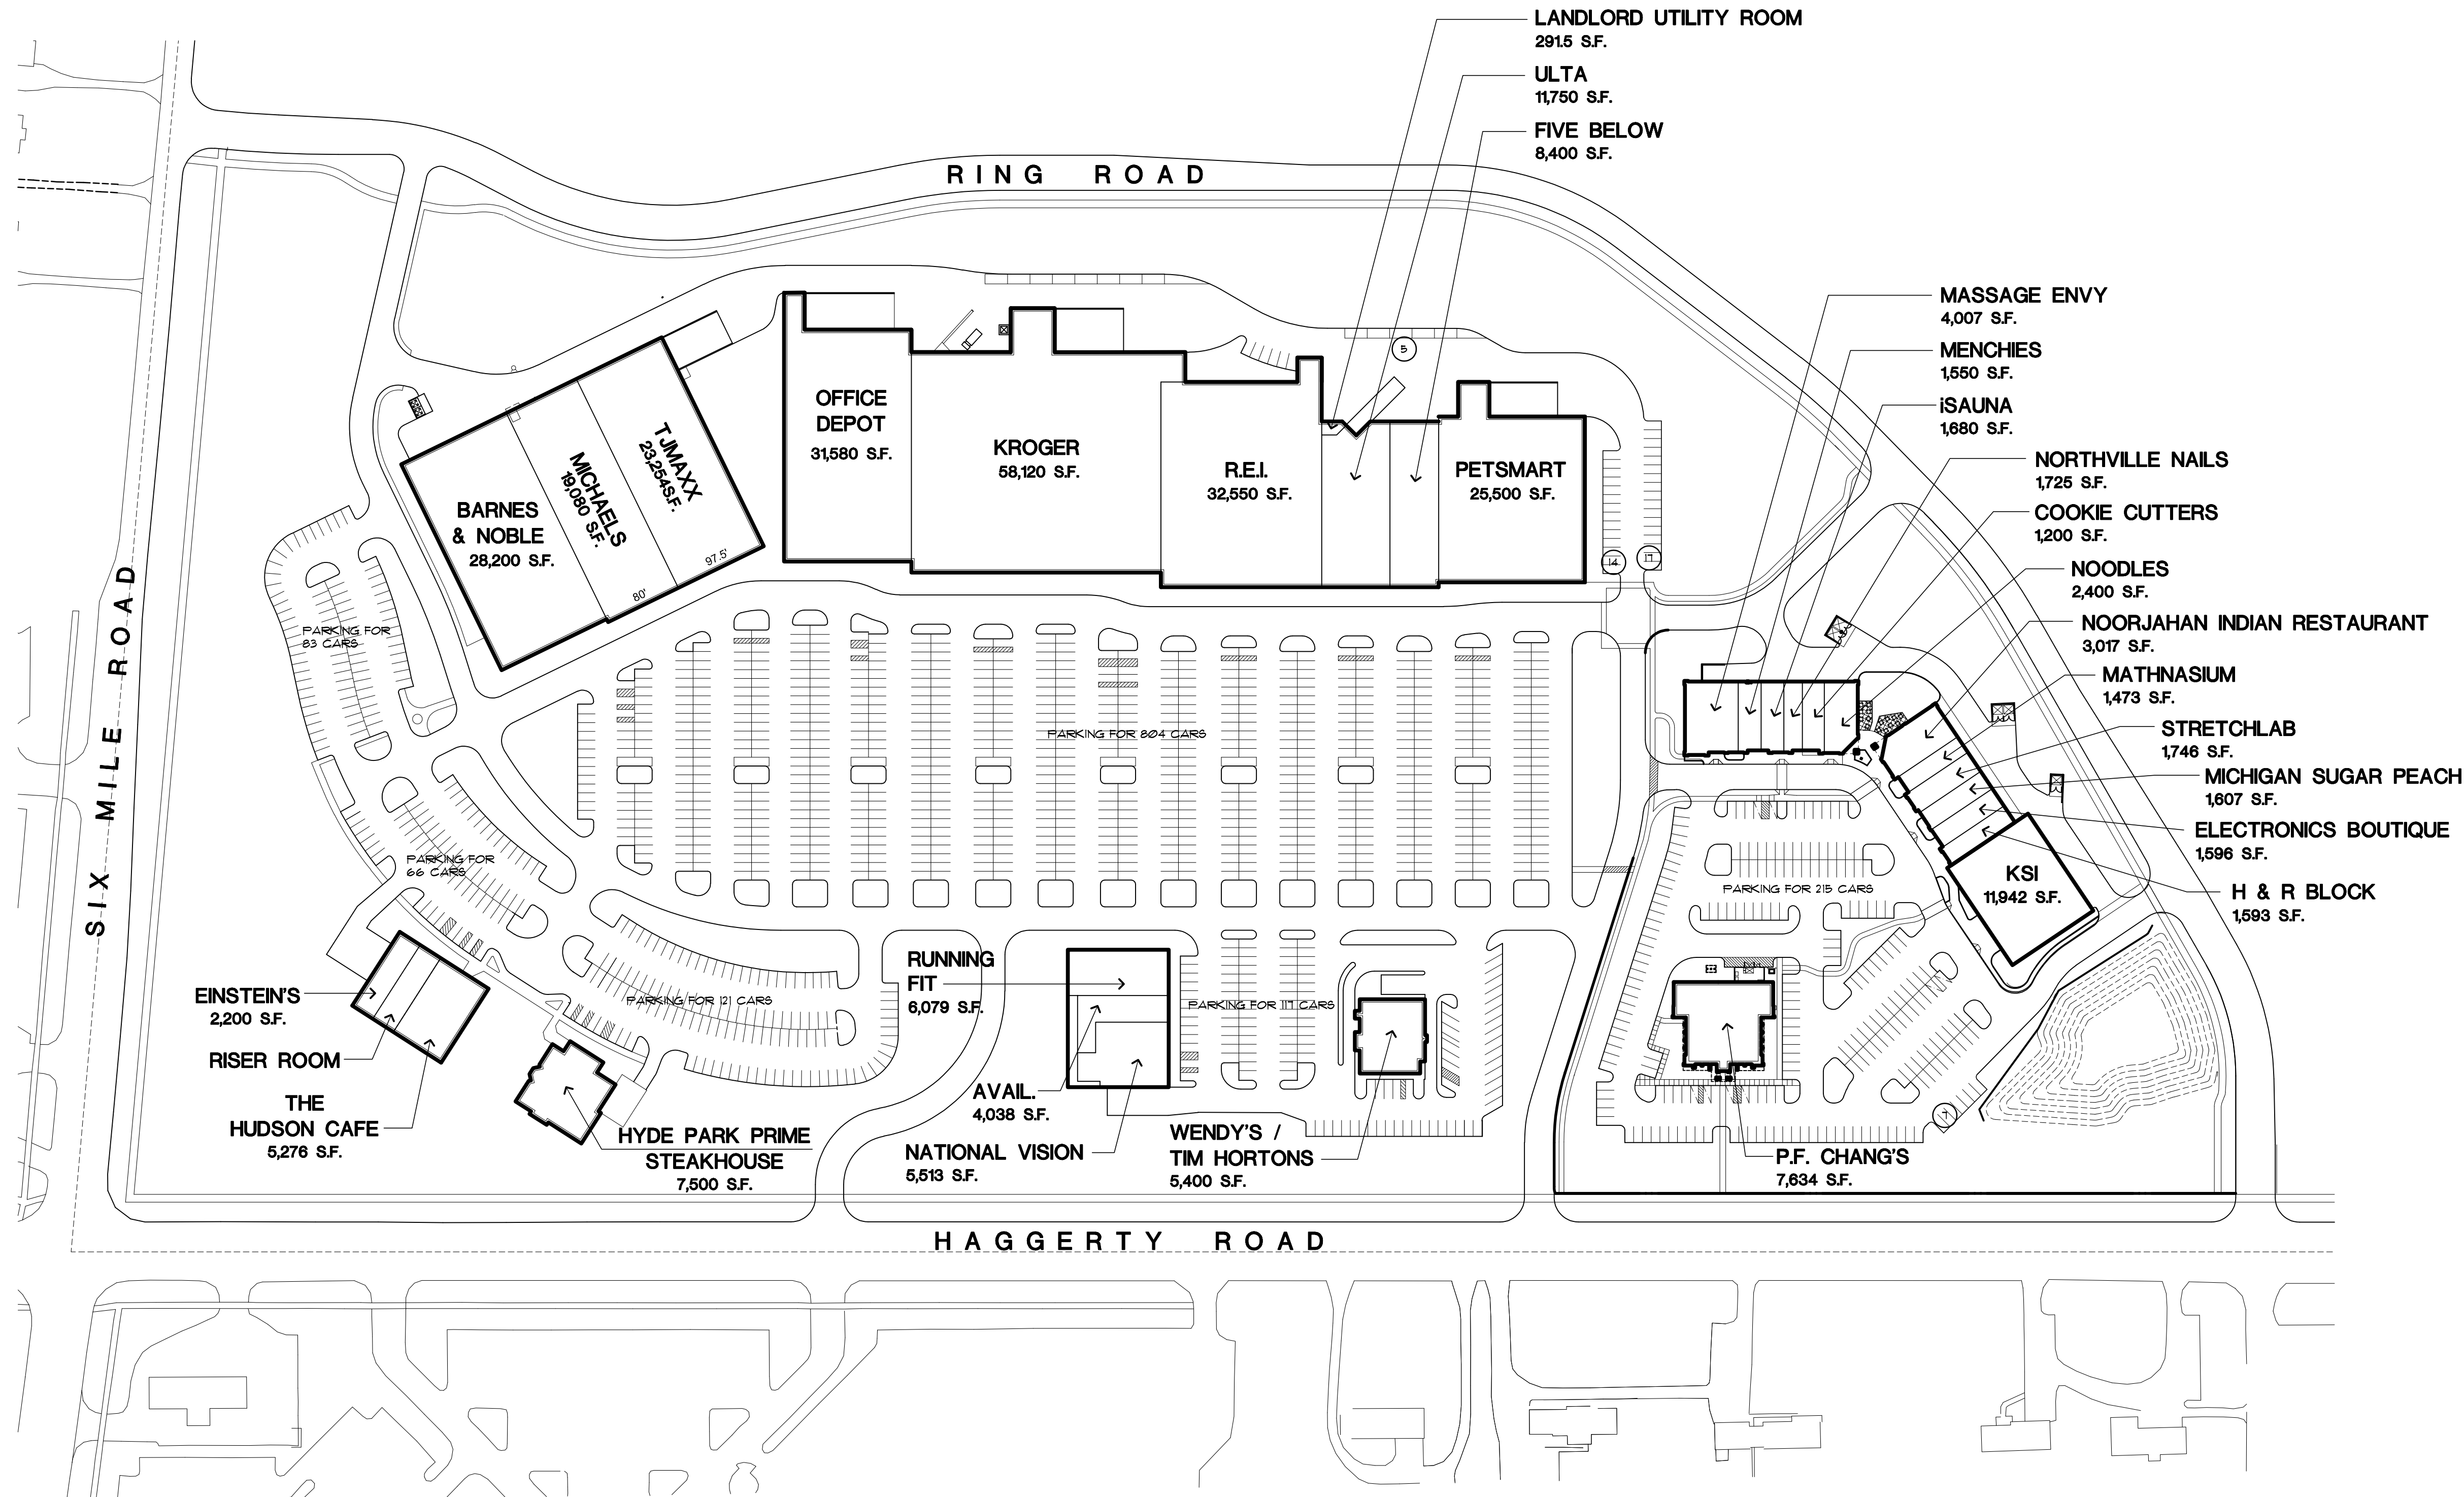 LANDLORD UTILITY ROOM
291.5 S.F.
ULTA
11,750 S.F.
FIVE BELOW
8,400 S.F.
RING ROAD
MASSAGE ENVY
4,007 S.F.
MENCHIES
1,550 S.F.
iSAUNA
1,680 S.F.
NORTHVILLE NAILS
1,725 S.F.
COOKIE CUTTERS
1,200 S.F.
NOODLES
2,400 S.F.
NOORJAHAN INDIAN RESTAURANT
3,017 S.F.
MATHNASIUM
1,473 S.F.
STRETCHLAB
1,746 S.F.
MICHIGAN SUGAR PEACH
1,607 S.F.
ELECTRONICS BOUTIQUE
1,596 S.F.
H & R BLOCK
1,593 S.F.
KSI
11,942 S.F.
5
OFFICE
DEPOT
31,580 S.F.
KROGER
58,120 S.F.
R.E.I.
32,550 S.F.
PETSMART
25,500 S.F.
14
17
TJMAXX
23,254S.F.
MICHAELS
19,080 S.F.
BARNES
& NOBLE
28,200 S.F.
97.5'
80'
SIX MILE ROAD
PARKING FOR
83 CARS
PARKING FOR 804 CARS
PARKING FOR
66 CARS
PARKING FOR 215 CARS
PARKING FOR 121 CARS
PARKING FOR 117 CARS
RUNNING
FIT
6,079 S.F.
EINSTEIN'S
2,200 S.F.
RISER ROOM
THE
HUDSON CAFE
5,276 S.F.
HYDE PARK PRIME
STEAKHOUSE
7,500 S.F.
AVAIL.
4,038 S.F.
NATIONAL VISION
5,513 S.F.
WENDY'S /
TIM HORTONS
5,400 S.F.
P.F. CHANG'S
7,634 S.F.
7
HAGGERTY ROAD